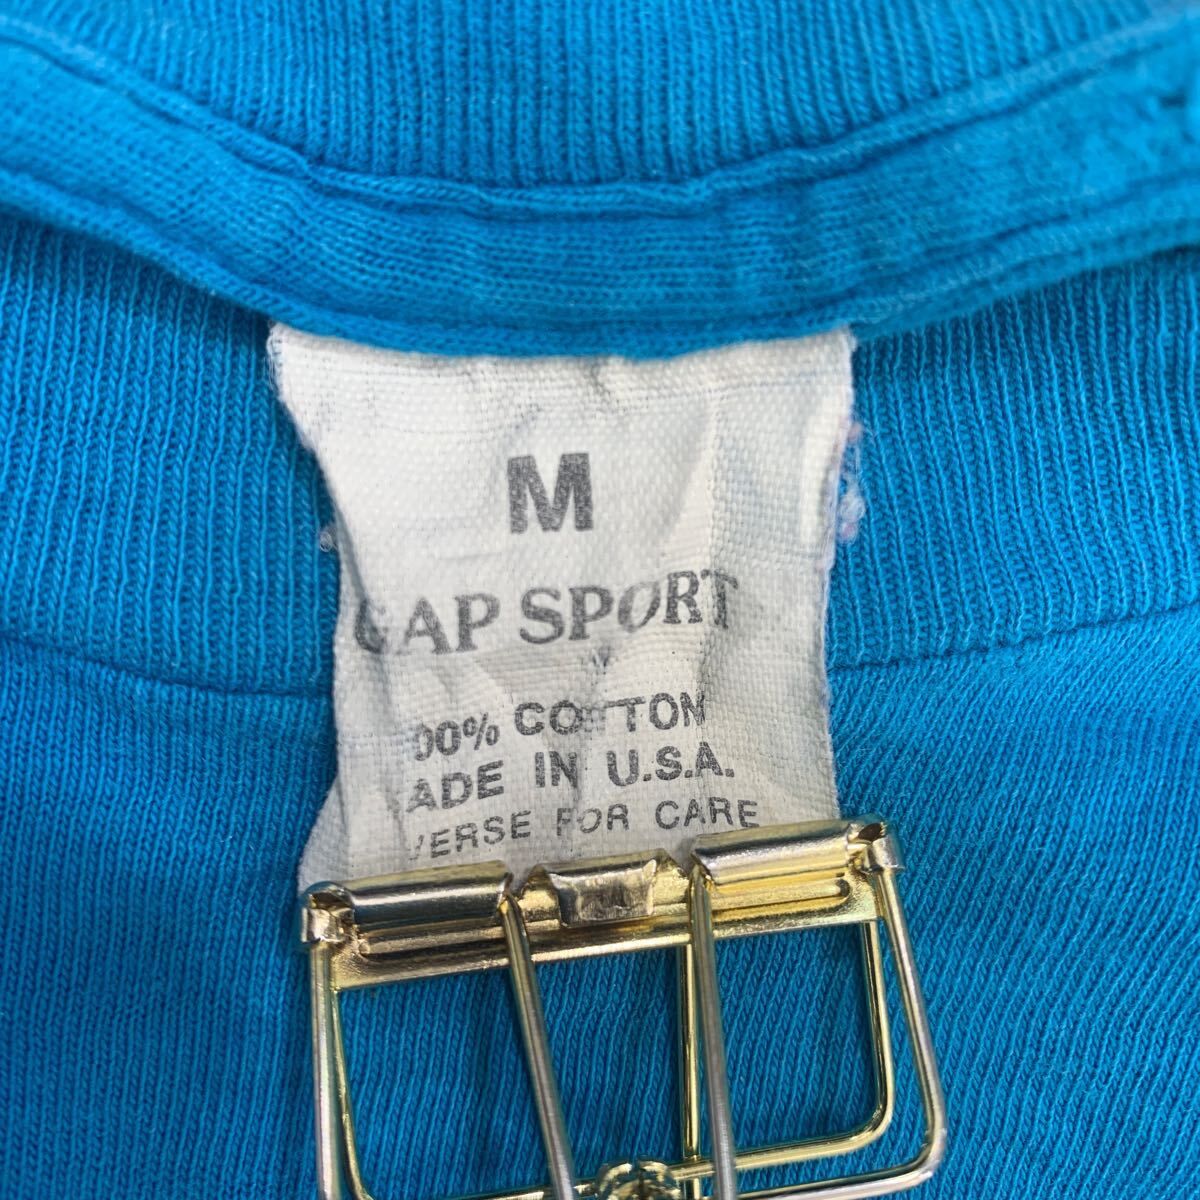 M
GAP SPORT
00% COTTON
ADE IN U.S.A.
VERSE FOR CARE